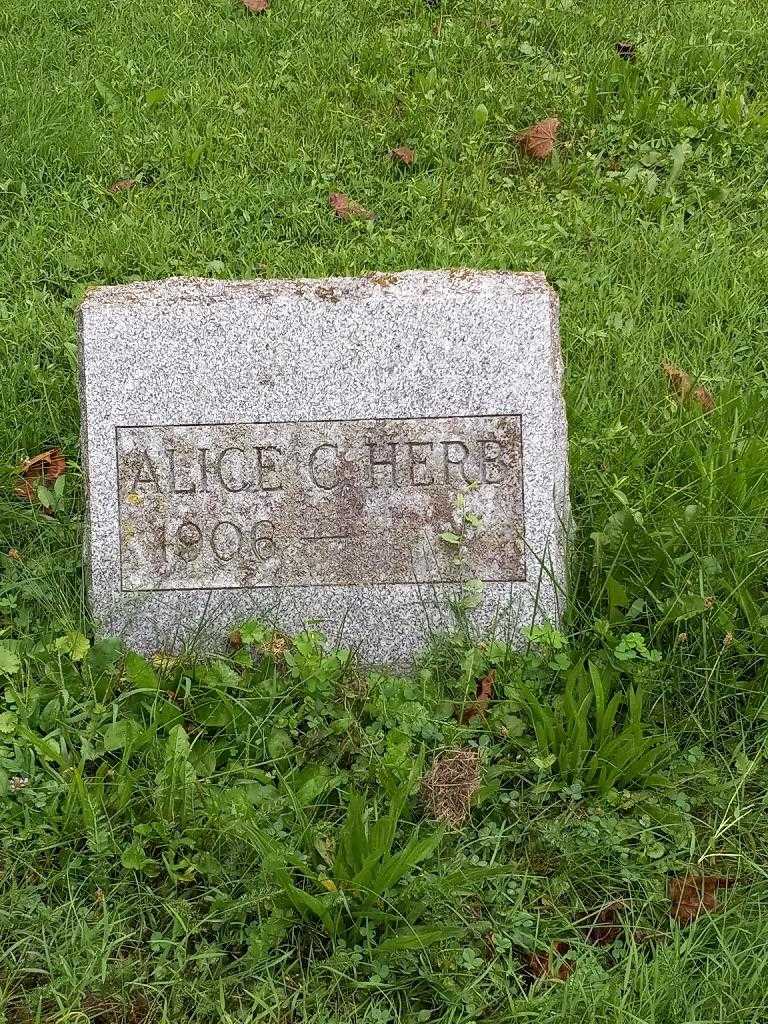 ALICE C. HERB
1906 —